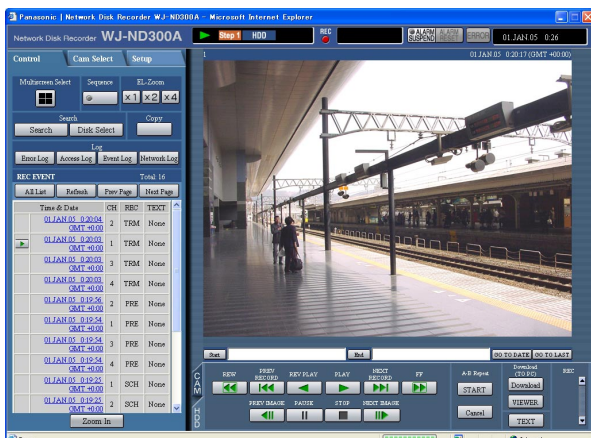 Panasonic | Network Disk Recorder WJ-ND300A - Microsoft Internet Explorer
Network Disk Recorder WJ-ND300A
Step 1 HDD
REC
ALARM SUSPEND
ALARM RESET
ERROR
01.JAN.05 0:26
Control Cam Select Setup
1
01.JAN.05 0:20:17 (GMT +00:00)
Multiscreen Select Sequence EL-Zoom
x1 x2 x4
Search Copy
Search Disk Select
Log
Error Log Access Log Event Log Network Log
REC EVENT Total: 16
All List Refresh Prev Page Next Page
Time & Date CH REC TEXT
01.JAN.05 0:20:04 GMT +0:00 2 TRM None
01.JAN.05 0:20:03 GMT +0:00 1 TRM None
01.JAN.05 0:20:03 GMT +0:00 3 TRM None
01.JAN.05 0:20:03 GMT +0:00 4 TRM None
01.JAN.05 0:19:56 GMT +0:00 2 PRE None
01.JAN.05 0:19:54 GMT +0:00 1 PRE None
01.JAN.05 0:19:54 GMT +0:00 3 PRE None
01.JAN.05 0:19:54 GMT +0:00 4 PRE None
01.JAN.05 0:19:25 GMT +0:00 1 SCH None
01.JAN.05 0:19:25 GMT +0:00 2 SCH None
Zoom In
Start End GO TO DATE GO TO LAST
CAM
HDD
REW PREV RECORD REV PLAY PLAY NEXT RECORD FF
PREV IMAGE PAUSE STOP NEXT IMAGE
A-B Repeat
START
Cancel
Download (TO PC)
Download
VIEWER
TEXT
REC